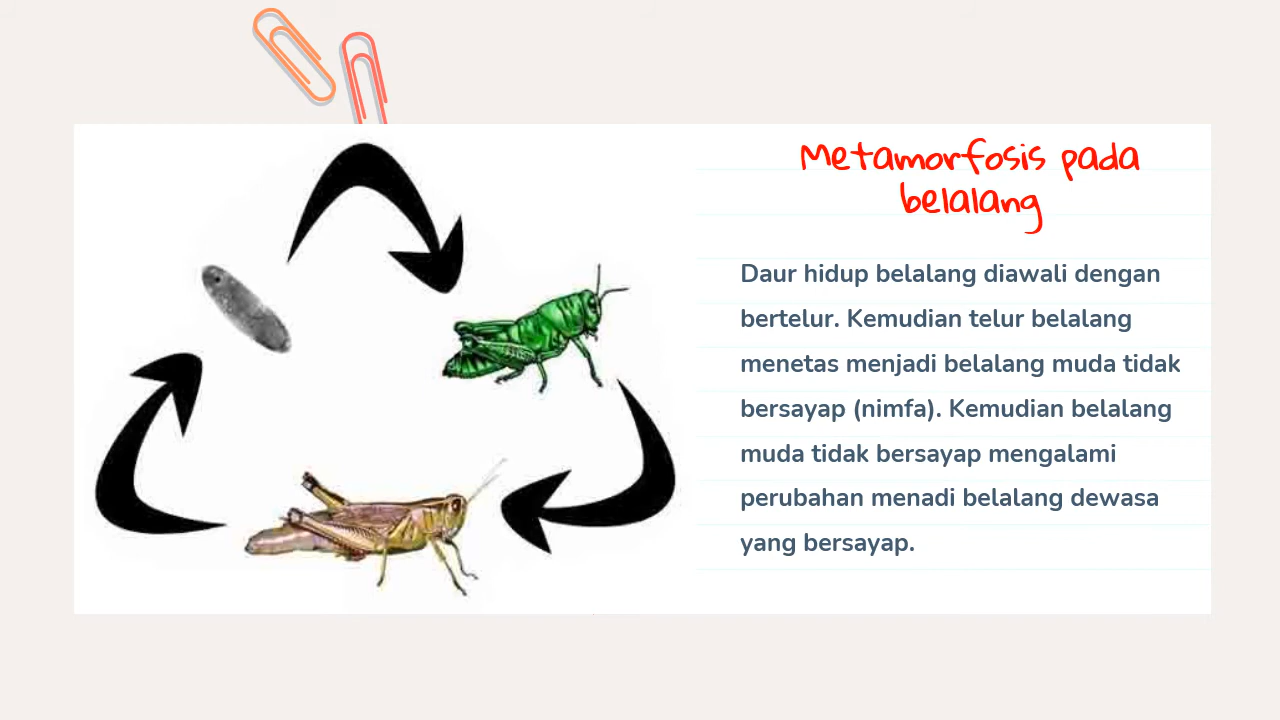 Metamorfosis pada
belalang
Daur hidup belalang diawali dengan
bertelur. Kemudian telur belalang
menetas menjadi belalang muda tidak
bersayap (nimfa). Kemudian belalang
muda tidak bersayap mengalami
perubahan menadi belalang dewasa
yang bersayap.